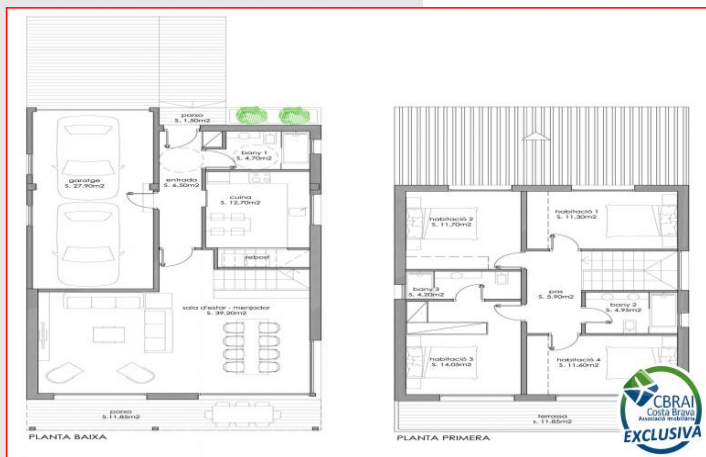 porxo
S. 1,50m2
bany 1
S. 4,70m2
garatge
S. 27,90m2
entrada
S. 6,50m2
cuina
S. 12,70m2
rebost
sala d'estar - menjador
S. 39,20m2
porxo
S.11,85m2
PLANTA BAIXA
habitació 2
S. 11,70m2
habitació 1
S. 11,30m2
bany 3
S. 4,20m2
pas
S. 5,90m2
bany 2
S. 4,95m2
habitació 3
S. 14,05m2
habitació 4
S. 11,60m2
terrassa
s. 11,85m2
PLANTA PRIMERA
CBRAI
Costa Brava
Associació Imobiliària
EXCLUSIVA